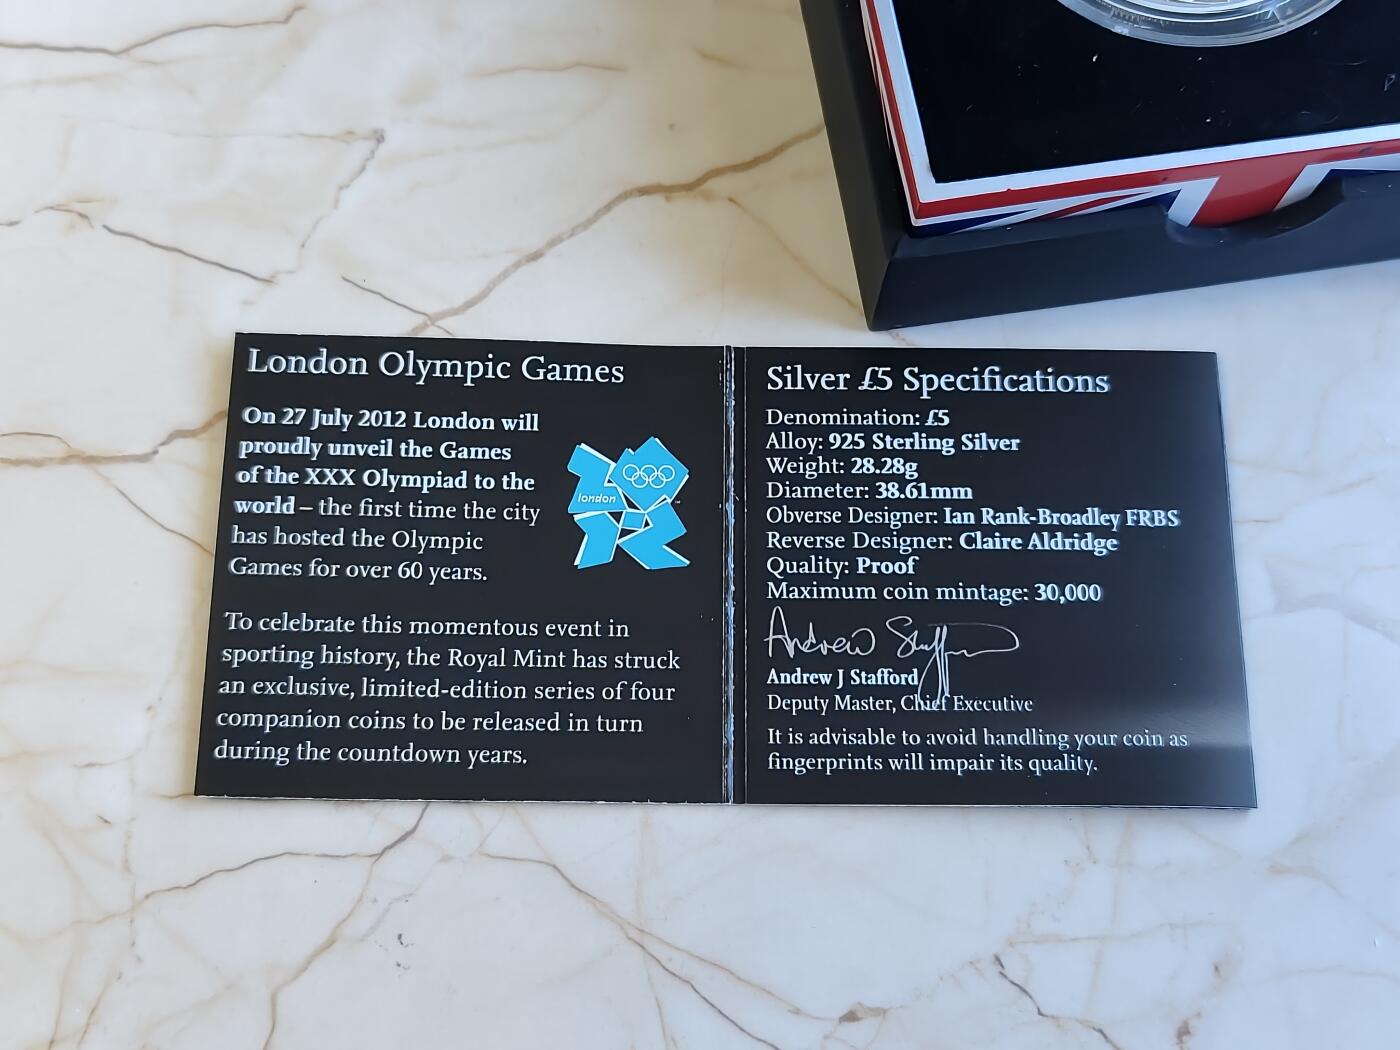 London Olympic Games
On 27 July 2012 London will
proudly unveil the Games
of the XXX Olympiad to the
world – the first time the city
has hosted the Olympic
Games for over 60 years.
london
™
To celebrate this momentous event in
sporting history, the Royal Mint has struck
an exclusive, limited-edition series of four
companion coins to be released in turn
during the countdown years.
Silver £5 Specifications
Denomination: £5
Alloy: 925 Sterling Silver
Weight: 28.28g
Diameter: 38.61mm
Obverse Designer: Ian Rank-Broadley FRBS
Reverse Designer: Claire Aldridge
Quality: Proof
Maximum coin mintage: 30,000
Andrew Stafford
Andrew J Stafford
Deputy Master, Chief Executive
It is advisable to avoid handling your coin as
fingerprints will impair its quality.